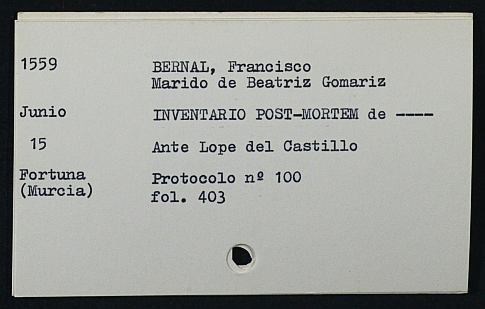 1559 BERNAL, Francisco
Marido de Beatriz Gomariz
Junio INVENTARIO POST-MORTEM de ----
15 Ante Lope del Castillo
Fortuna Protocolo nº 100
(Murcia) fol. 403